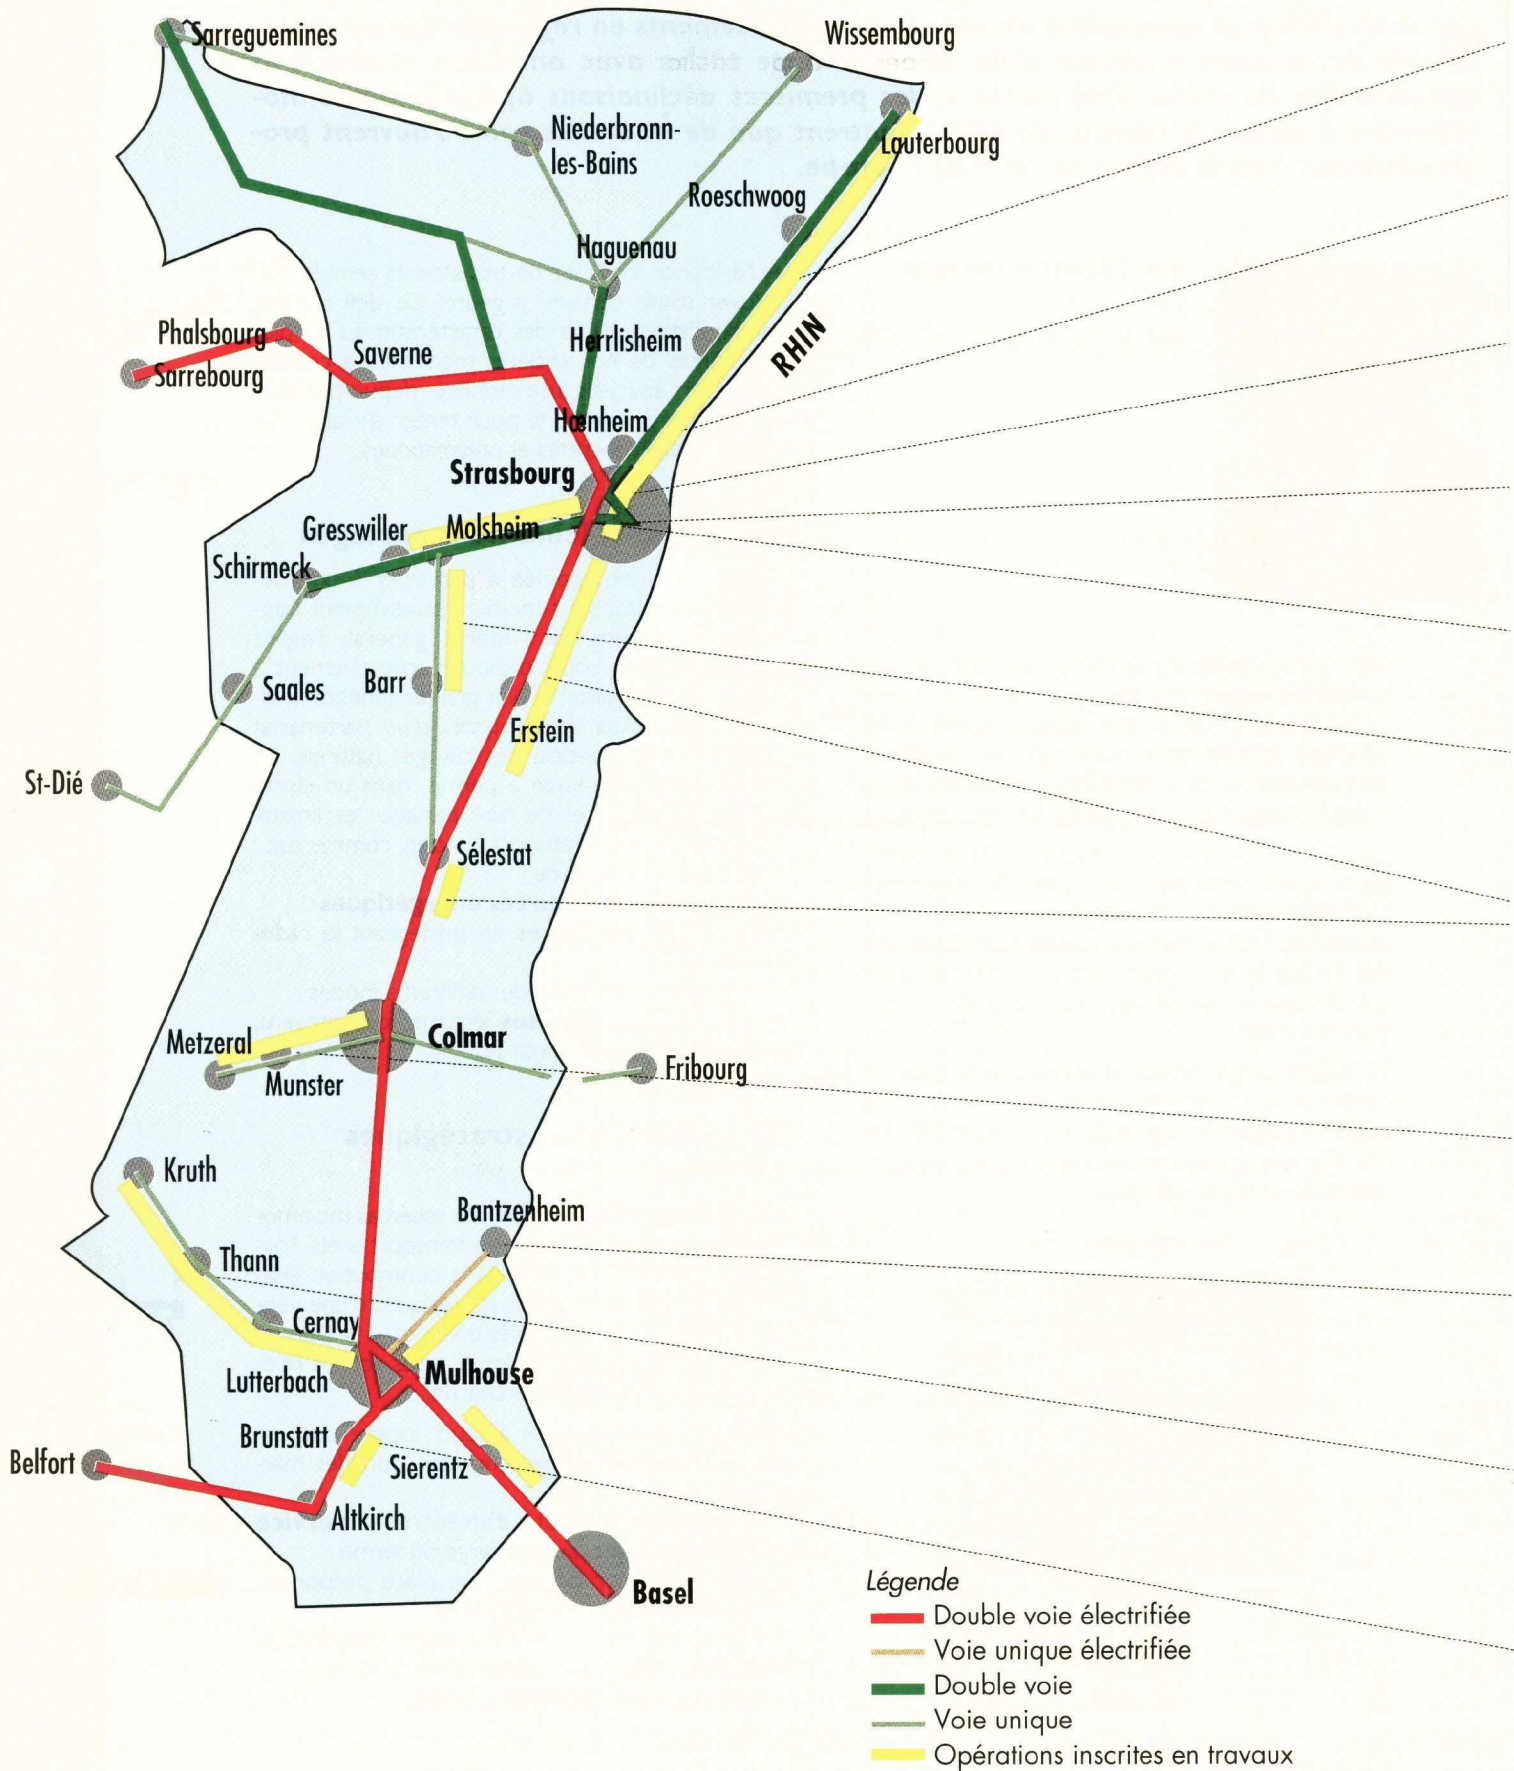 Sarreguemines
Wissembourg
Niederbronn-
les-Bains
Lauterbourg
Roeschwoog
Haguenau
Phalsbourg
Saverne
Herrlisheim
RHIN
Sarrebourg
Hœnheim
Strasbourg
Gresswiller
Molsheim
Schirmeck
Saales
Barr
Erstein
St-Dié
Sélestat
Metzeral
Colmar
Munster
Fribourg
Kruth
Bantzenheim
Thann
Cernay
Lutterbach
Mulhouse
Brunstatt
Belfort
Sierentz
Altkirch
Basel
Légende
Double voie électrifiée
Voie unique électrifiée
Double voie
Voie unique
Opérations inscrites en travaux